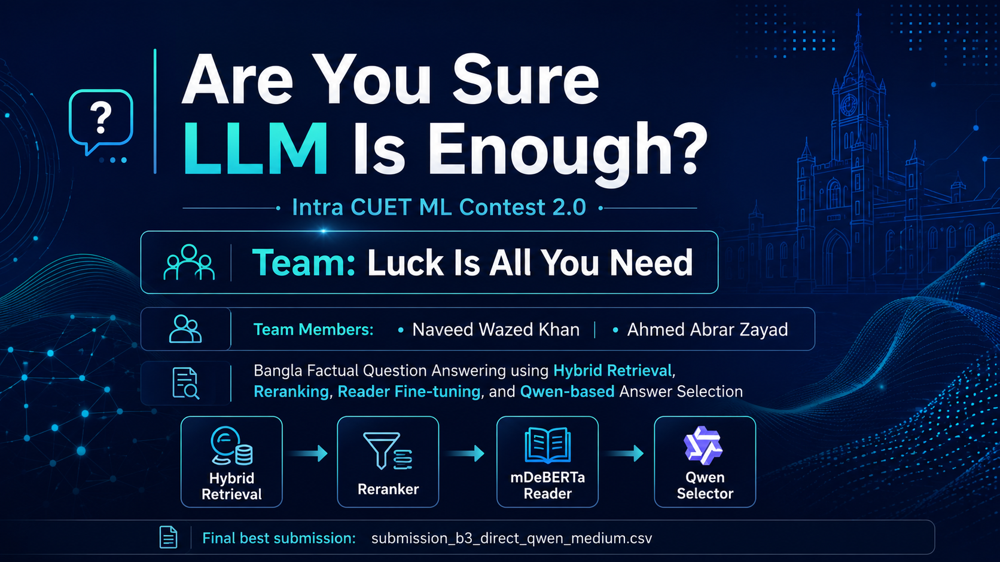 ?
Are You Sure
LLM Is Enough?
Intra CUET ML Contest 2.0
Team: Luck Is All You Need
Team Members: • Naveed Wazed Khan | • Ahmed Abrar Zayad
Bangla Factual Question Answering using Hybrid Retrieval,
Reranking, Reader Fine-tuning, and Qwen-based Answer Selection
Hybrid
Retrieval
Reranker
mDeBERTa
Reader
Qwen
Selector
Final best submission: submission_b3_direct_qwen_medium.csv